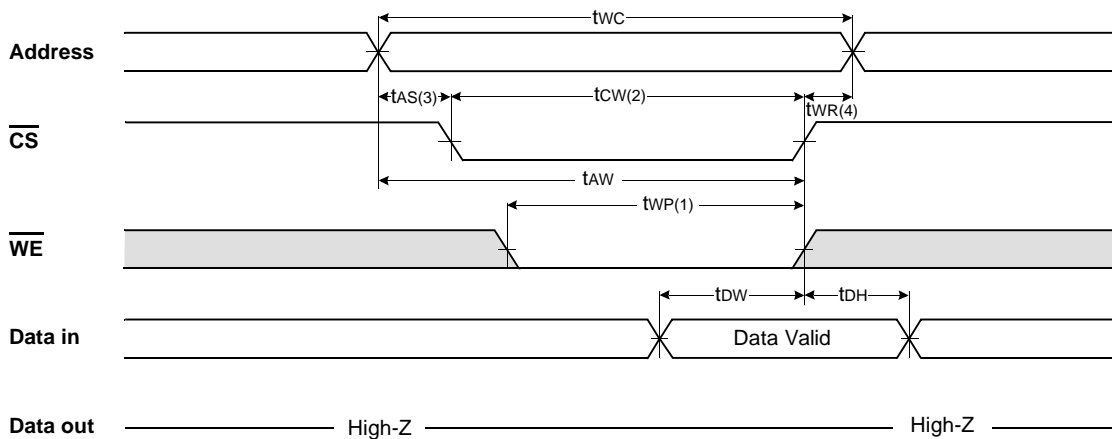 tWC
Address
tAS(3) tCW(2) tWR(4)
CS
tAW
tWP(1)
WE
tDW tDH
Data in Data Valid
Data out High-Z High-Z